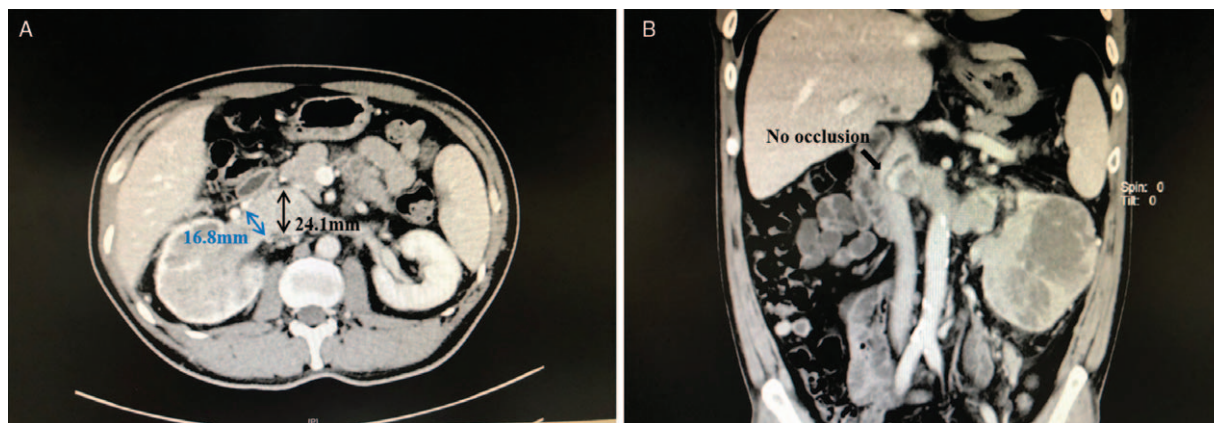 A
16.8mm
24.1mm
B
No occlusion
Spin: 0
Tilt: 0